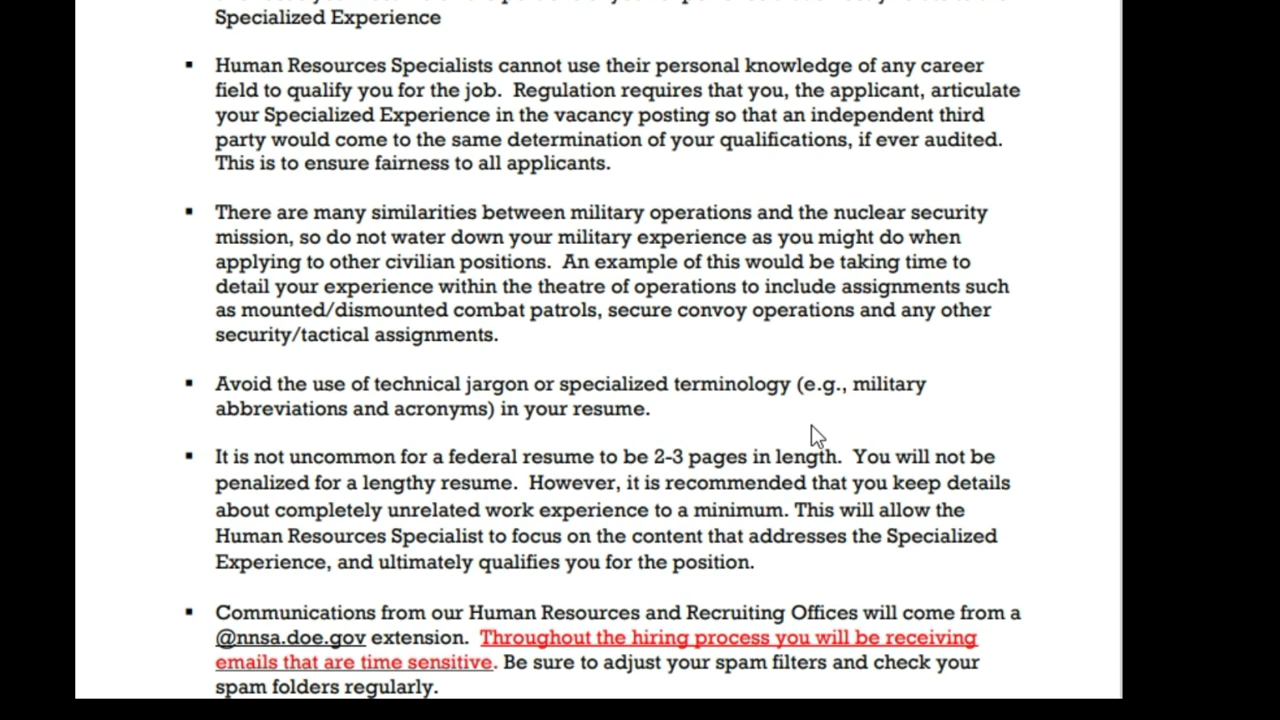 Specialized Experience
▪ Human Resources Specialists cannot use their personal knowledge of any career
field to qualify you for the job.  Regulation requires that you, the applicant, articulate
your Specialized Experience in the vacancy posting so that an independent third
party would come to the same determination of your qualifications, if ever audited.
This is to ensure fairness to all applicants.
▪ There are many similarities between military operations and the nuclear security
mission, so do not water down your military experience as you might do when
applying to other civilian positions.  An example of this would be taking time to
detail your experience within the theatre of operations to include assignments such
as mounted/dismounted combat patrols, secure convoy operations and any other
security/tactical assignments.
▪ Avoid the use of technical jargon or specialized terminology (e.g., military
abbreviations and acronyms) in your resume.
▪ It is not uncommon for a federal resume to be 2-3 pages in length.  You will not be
penalized for a lengthy resume.  However, it is recommended that you keep details
about completely unrelated work experience to a minimum. This will allow the
Human Resources Specialist to focus on the content that addresses the Specialized
Experience, and ultimately qualifies you for the position.
▪ Communications from our Human Resources and Recruiting Offices will come from a
@nnsa.doe.gov extension.  Throughout the hiring process you will be receiving
emails that are time sensitive. Be sure to adjust your spam filters and check your
spam folders regularly.